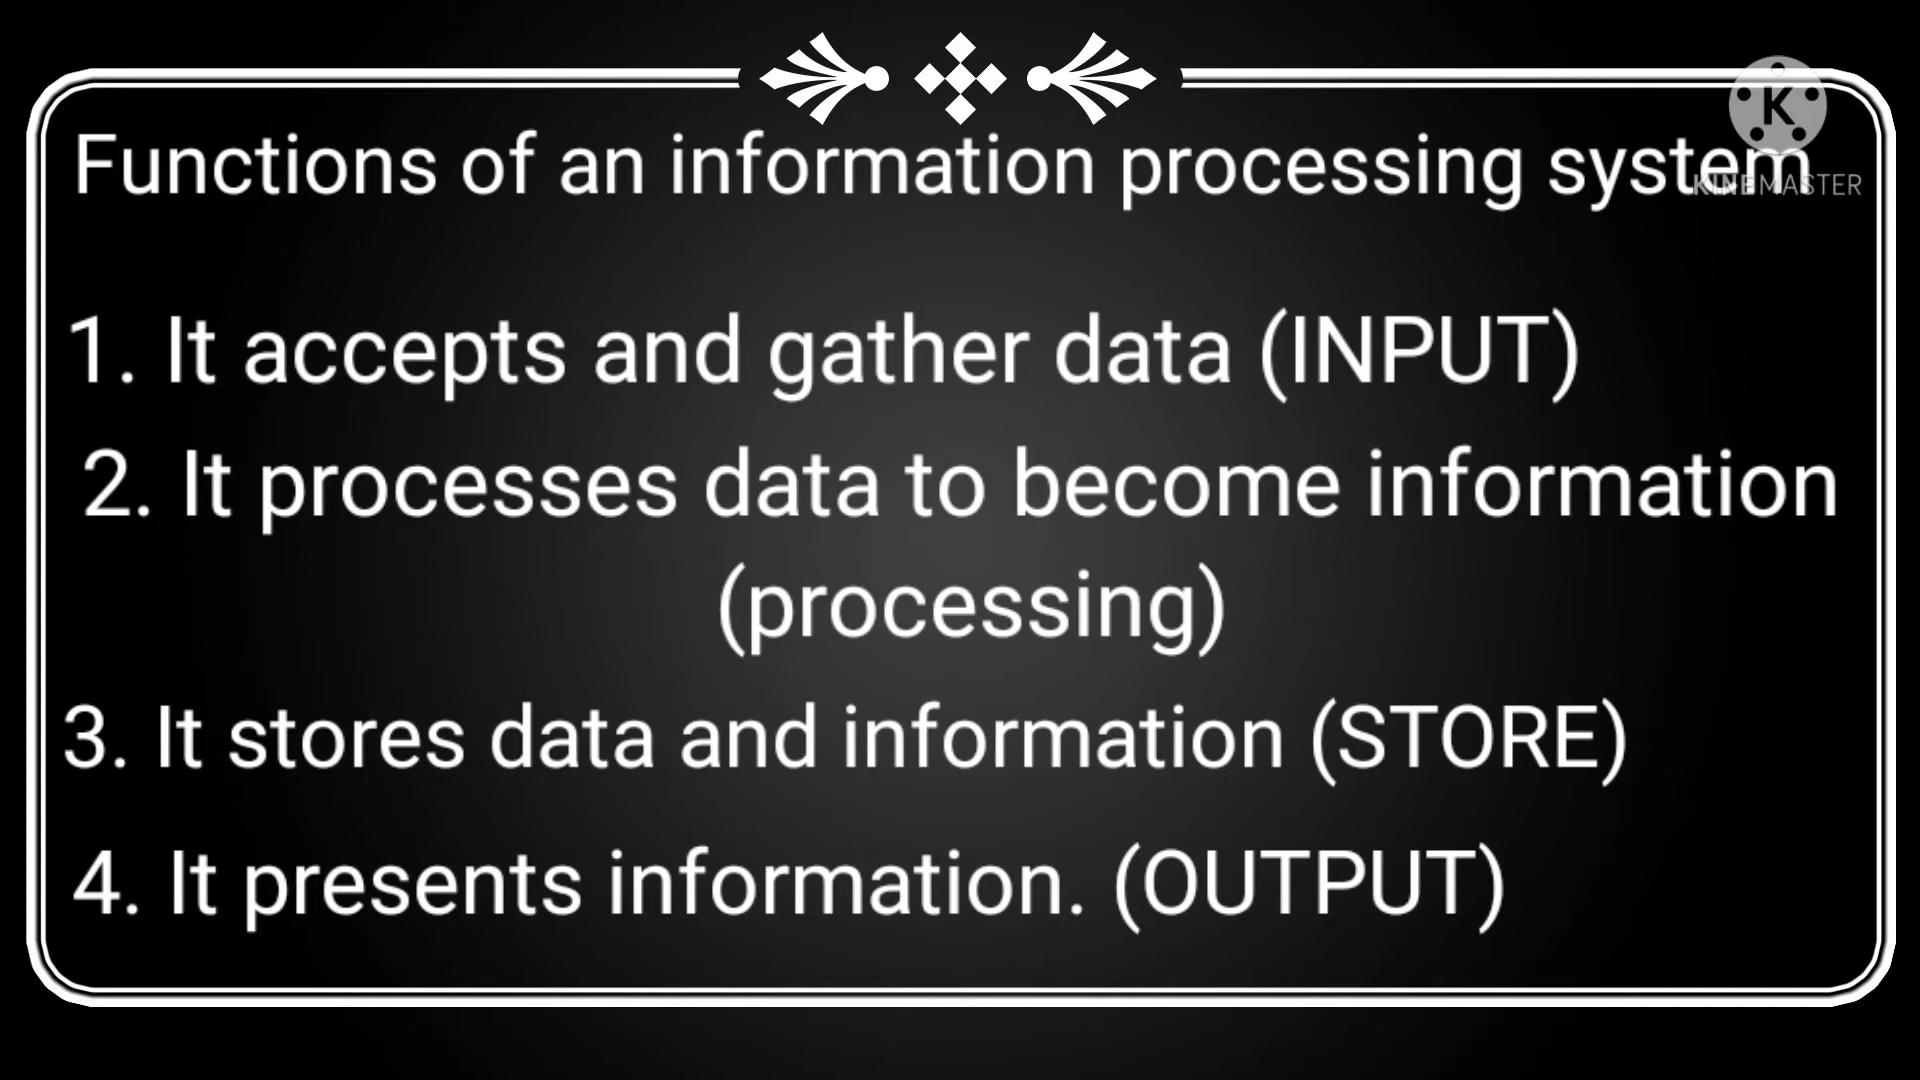 Functions of an information processing system
K
KINEMASTER
1. It accepts and gather data (INPUT)
2. It processes data to become information
(processing)
3. It stores data and information (STORE)
4. It presents information. (OUTPUT)